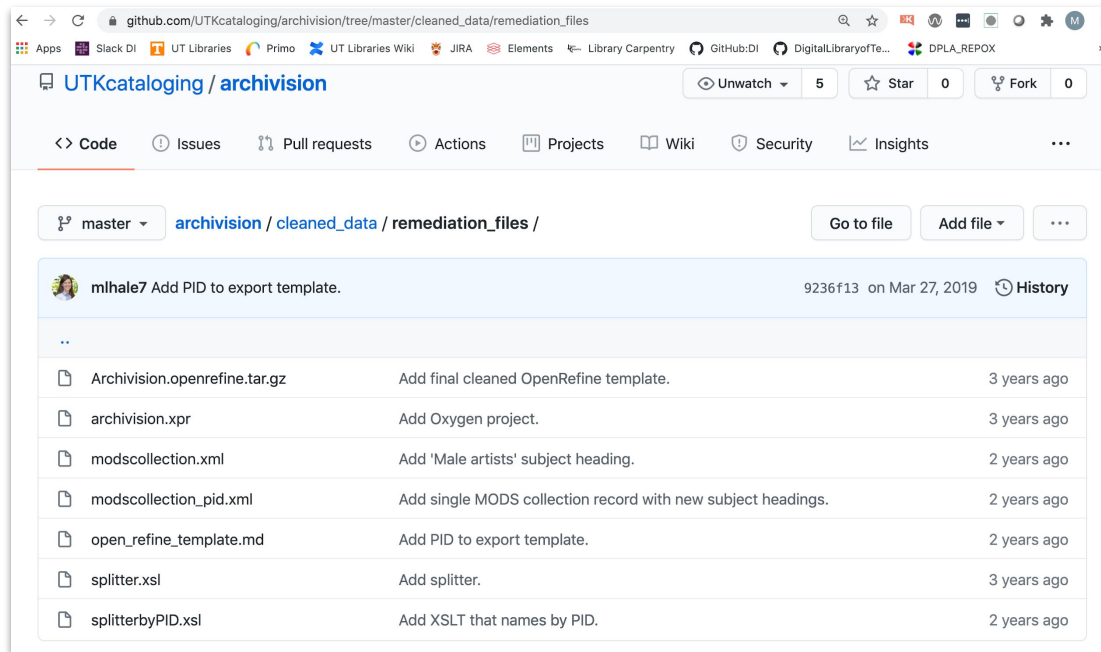 github.com/UTKcataloging/archivision/tree/master/cleaned_data/remediation_files
Apps Slack DI UT Libraries Primo UT Libraries Wiki JIRA Elements Library Carpentry GitHub:DI DigitalLibraryofTe... DPLA_REPOX
UTKcataloging / archivision Unwatch 5 Star 0 Fork 0
<> Code Issues Pull requests Actions Projects Wiki Security Insights ...
master archivision / cleaned_data / remediation_files / Go to file Add file ...
mlhale7 Add PID to export template. 9236f13 on Mar 27, 2019 History
..
Archivision.openrefine.tar.gz Add final cleaned OpenRefine template. 3 years ago
archivision.xpr Add Oxygen project. 3 years ago
modscollection.xml Add 'Male artists' subject heading. 2 years ago
modscollection_pid.xml Add single MODS collection record with new subject headings. 2 years ago
open_refine_template.md Add PID to export template. 2 years ago
splitter.xsl Add splitter. 3 years ago
splitterbyPID.xsl Add XSLT that names by PID. 2 years ago